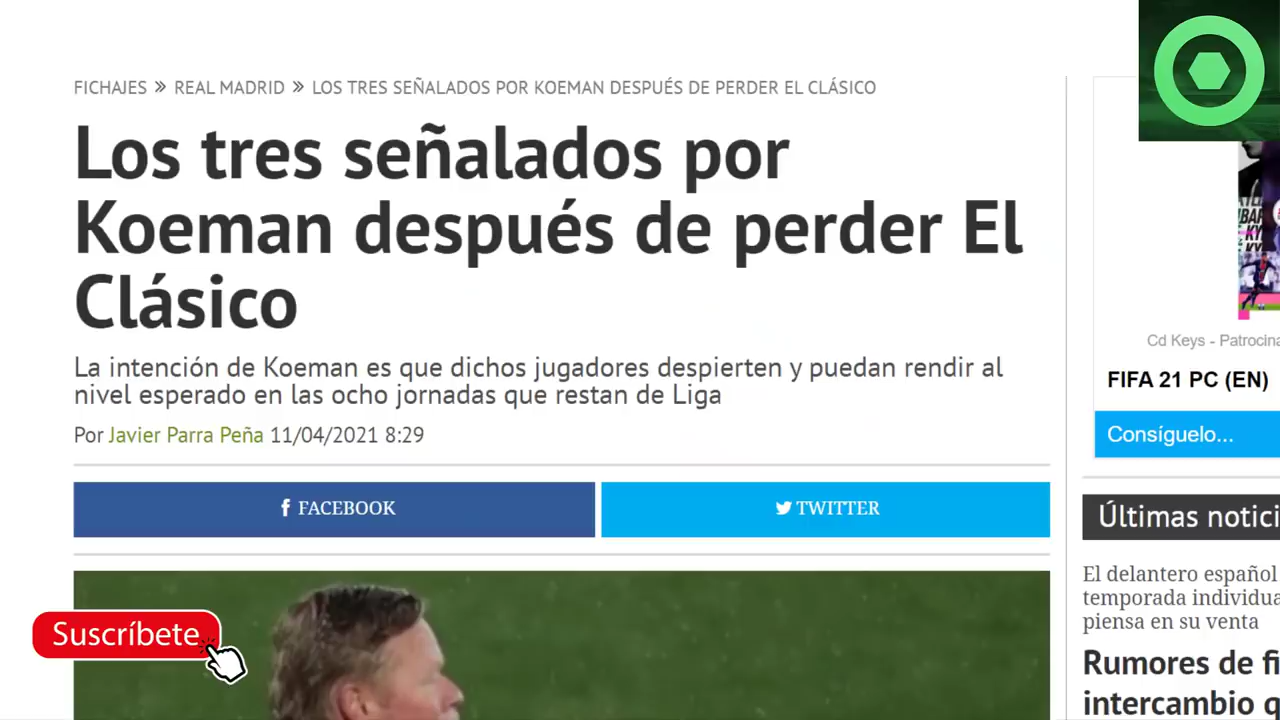 FICHAJES » REAL MADRID » LOS TRES SEÑALADOS POR KOEMAN DESPUÉS DE PERDER EL CLÁSICO
Los tres señalados por
Koeman después de perder El
Clásico
La intención de Koeman es que dichos jugadores despierten y puedan rendir al
nivel esperado en las ocho jornadas que restan de Liga
Por Javier Parra Peña 11/04/2021 8:29
FACEBOOK
TWITTER
Suscríbete
Cd Keys - Patrocina
FIFA 21 PC (EN)
Consíguelo...
Últimas notici
El delantero español
temporada individua
piensa en su venta
Rumores de fi
intercambio q